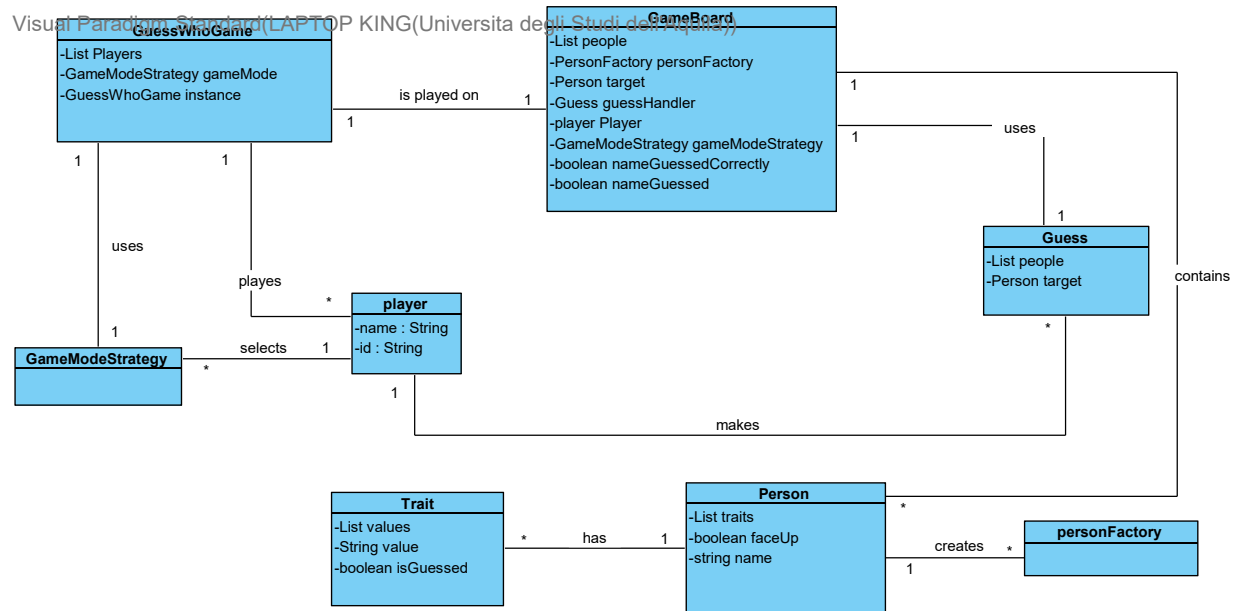 Visual Paradigm Standard(LAPTOP KING(Universita degli Studi dell'Aquila))
GuessWhoGame
-List Players
-GameModeStrategy gameMode
-GuessWhoGame instance
GameBoard
-List people
-PersonFactory personFactory
-Person target
-Guess guessHandler
-player Player
-GameModeStrategy gameModeStrategy
-boolean nameGuessedCorrectly
-boolean nameGuessed
is played on
1
1
1
1
1
1
uses
1
Guess
-List people
-Person target
*
uses
1
playes
*
contains
*
player
-name : String
-id : String
GameModeStrategy
selects
*
1
1
makes
Trait
-List values
-String value
-boolean isGuessed
has
*
1
Person
-List traits
-boolean faceUp
-string name
creates
1
*
personFactory